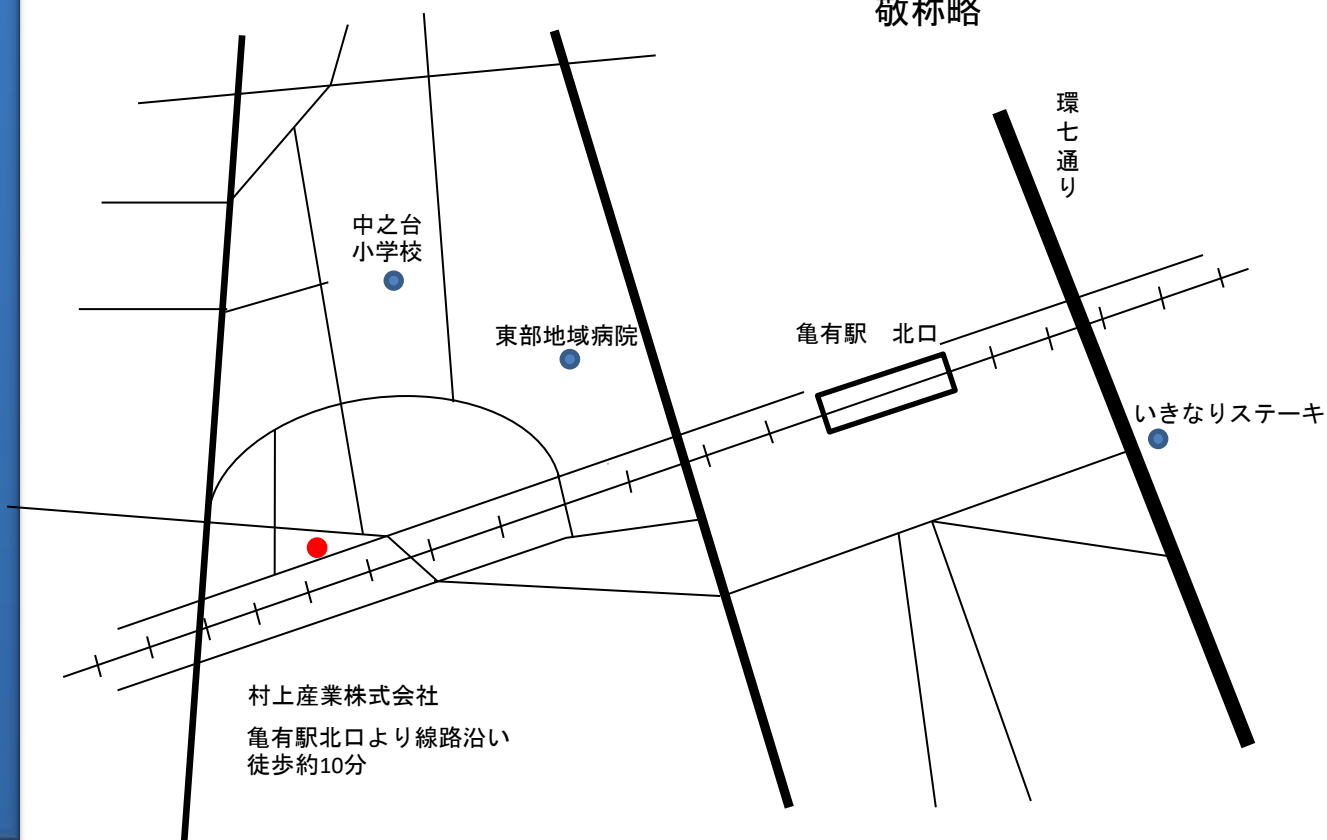 敬称略
環七通り
中之台
小学校
東部地域病院
亀有駅　北口
いきなりステーキ
村上産業株式会社
亀有駅北口より線路沿い
徒歩約10分